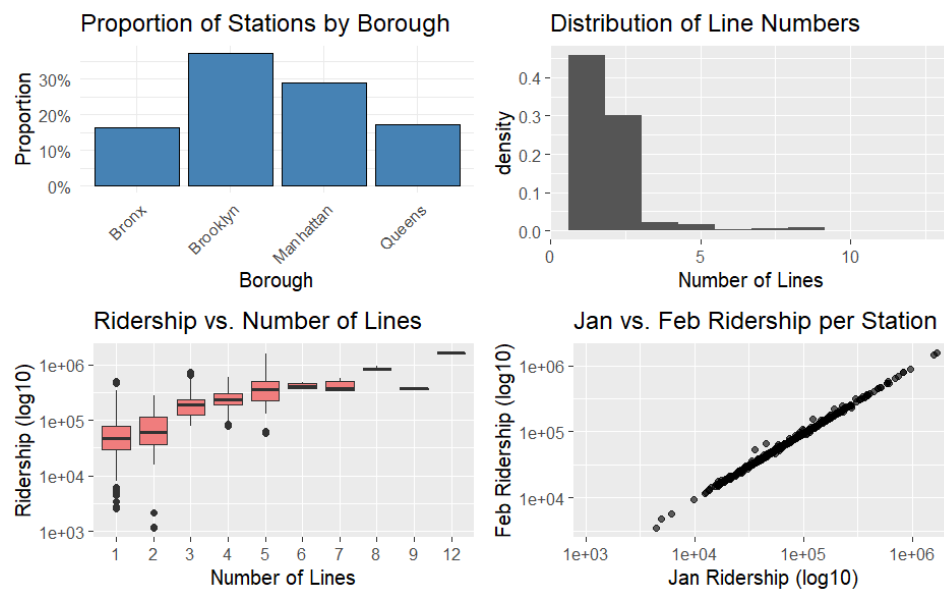 Proportion of Stations by Borough
Proportion
30%
20%
10%
0%
Bronx
Brooklyn
Manhattan
Queens
Borough
Distribution of Line Numbers
density
0.4
0.3
0.2
0.1
0.0
0
5
10
Number of Lines
Ridership vs. Number of Lines
Ridership (log10)
1e+06
1e+05
1e+04
1e+03
1 2 3 4 5 6 7 8 9 12
Number of Lines
Jan vs. Feb Ridership per Station
Feb Ridership (log10)
1e+06
1e+05
1e+04
1e+03 1e+04 1e+05 1e+06
Jan Ridership (log10)